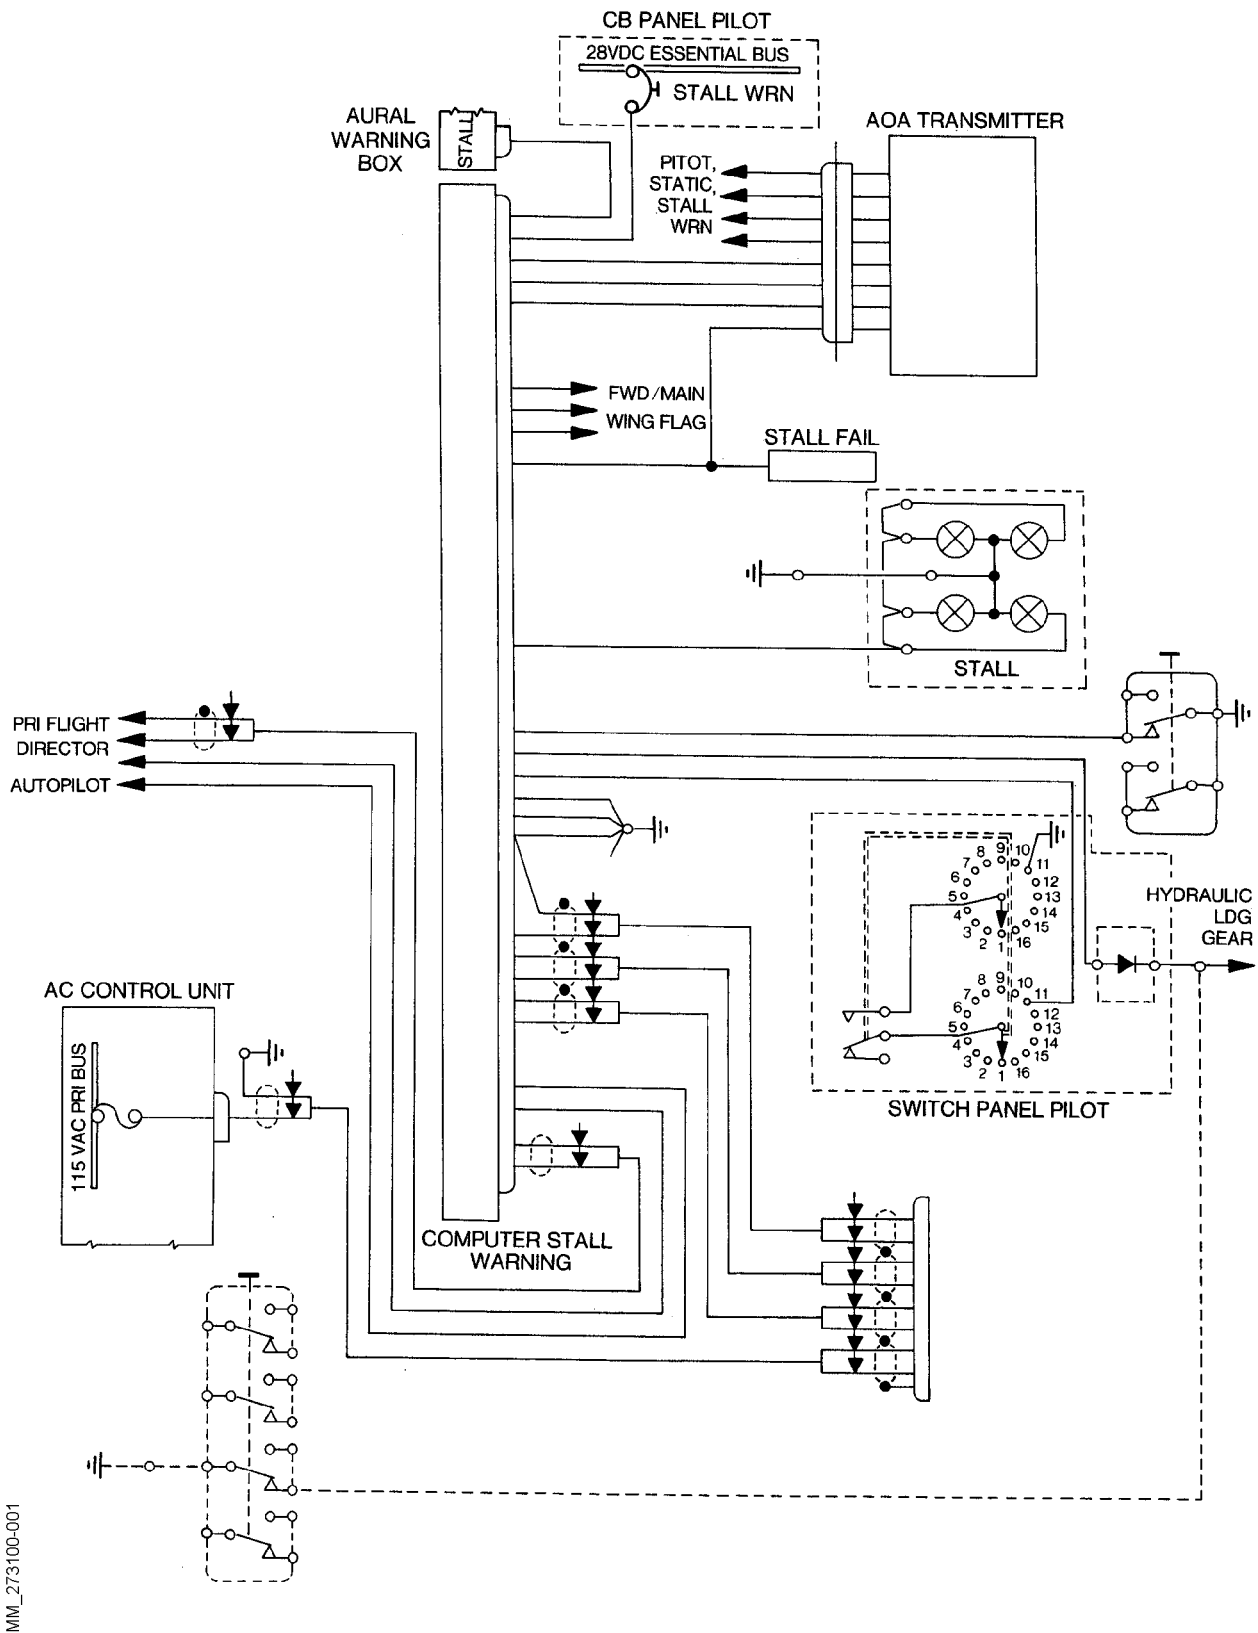 CB PANEL PILOT
28VDC ESSENTIAL BUS
STALL WRN
AURAL
WARNING
BOX
STALL
AOA TRANSMITTER
PITOT,
STATIC,
STALL
WRN
FWD/MAIN
WING FLAG
STALL FAIL
STALL
PRI FLIGHT
DIRECTOR
AUTOPILOT
1
2
3
4
5
6
7
8
9
10
11
12
13
14
15
16
HYDRAULIC
LDG
GEAR
1
2
3
4
5
6
7
8
9
10
11
12
13
14
15
16
SWITCH PANEL PILOT
AC CONTROL UNIT
115 VAC PRI BUS
COMPUTER STALL
WARNING
MM_273100-001